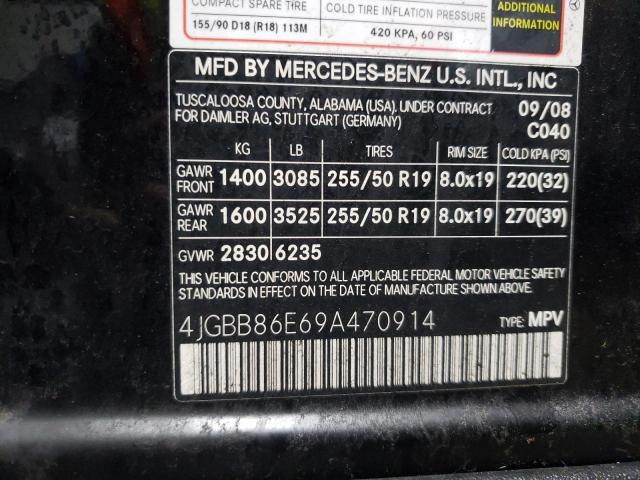 COMPACT SPARE TIRE COLD TIRE INFLATION PRESSURE
155/90 D18 (R18) 113M 420 KPA, 60 PSI
ADDITIONAL
INFORMATION
MFD BY MERCEDES-BENZ U.S. INTL., INC
TUSCALOOSA COUNTY, ALABAMA (USA). UNDER CONTRACT 09/08
FOR DAIMLER AG, STUTTGART (GERMANY) C040
KG LB TIRES RIM SIZE COLD KPA (PSI)
GAWR FRONT 1400 3085 255/50 R19 8.0x19 220(32)
GAWR REAR 1600 3525 255/50 R19 8.0x19 270(39)
GVWR 2830 6235
THIS VEHICLE CONFORMS TO ALL APPLICABLE FEDERAL MOTOR VEHICLE SAFETY
STANDARDS IN EFFECT ON THE DATE OF MANUFACTURE SHOWN ABOVE.
4JGBB86E69A470914 TYPE: MPV